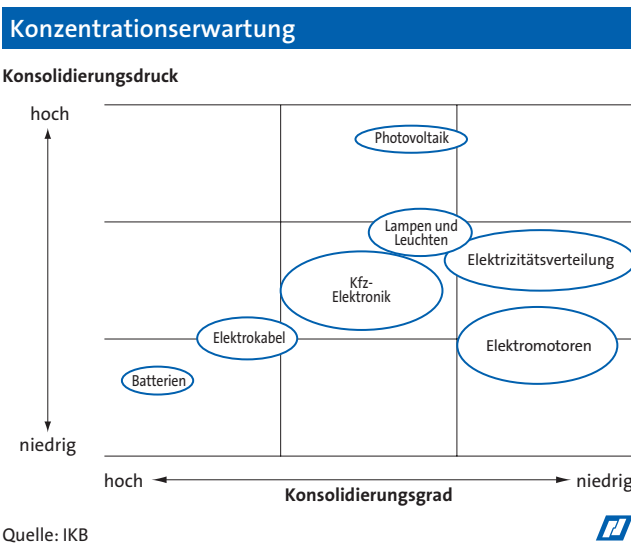 Konzentrationserwartung
Konsolidierungsdruck
hoch
Photovoltaik
Lampen und
Leuchten
Elektrizitätsverteilung
Kfz-
Elektronik
Elektrokabel
Elektromotoren
Batterien
niedrig
hoch
niedrig
Konsolidierungsgrad
Quelle: IKB